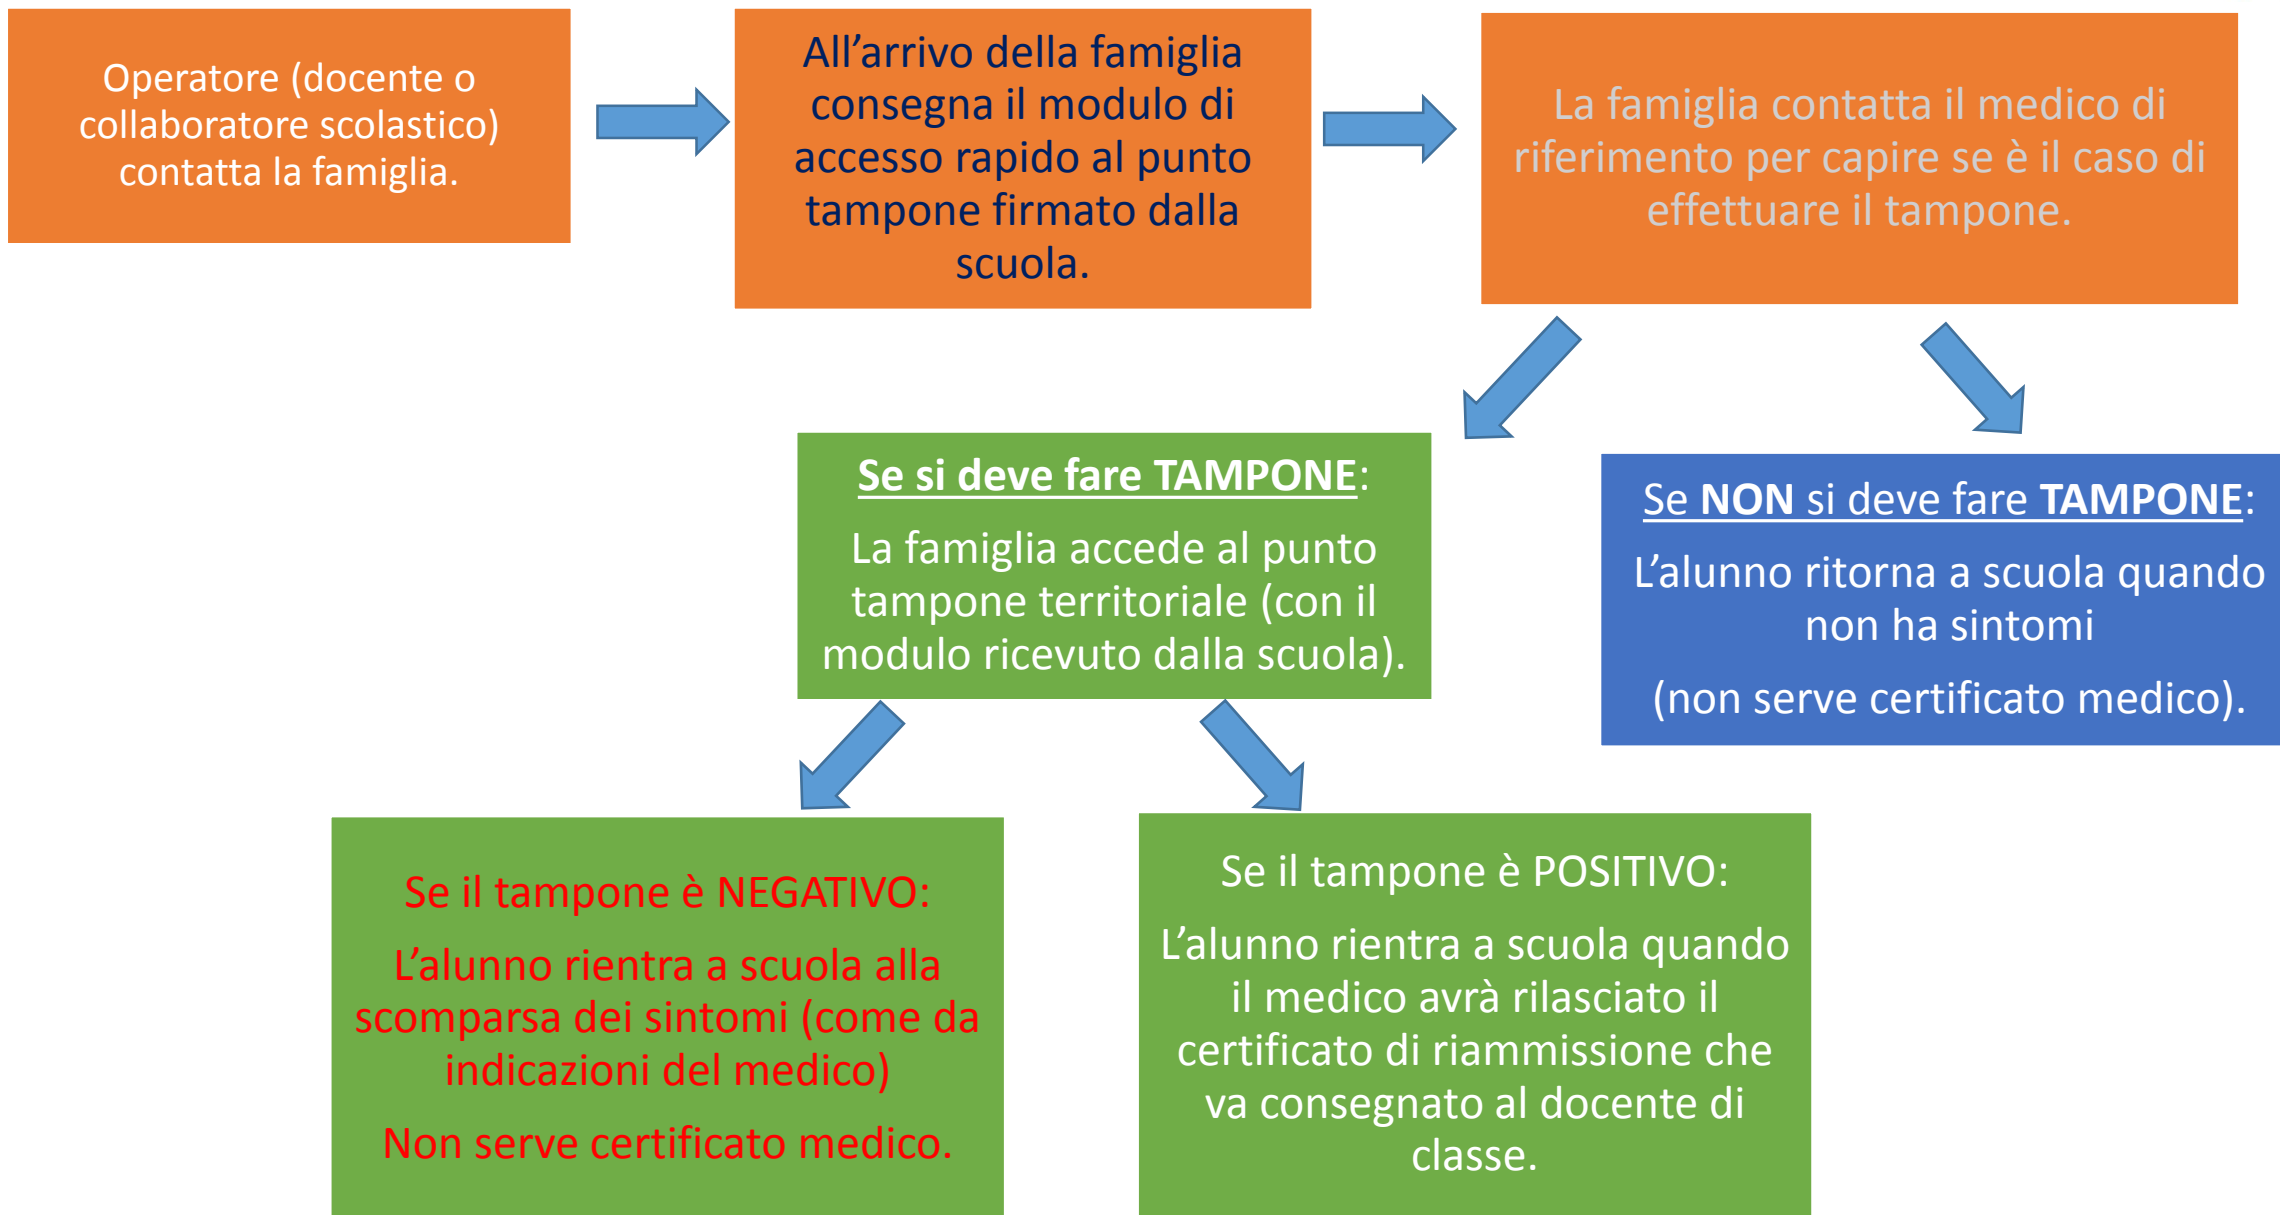 Operatore (docente o
collaboratore scolastico)
contatta la famiglia.
All’arrivo della famiglia
consegna il modulo di
accesso rapido al punto
tampone firmato dalla
scuola.
La famiglia contatta il medico di
riferimento per capire se è il caso di
effettuare il tampone.
Se si deve fare TAMPONE:
La famiglia accede al punto
tampone territoriale (con il
modulo ricevuto dalla scuola).
Se NON si deve fare TAMPONE:
L’alunno ritorna a scuola quando
non ha sintomi
(non serve certificato medico).
Se il tampone è NEGATIVO:
L’alunno rientra a scuola alla
scomparsa dei sintomi (come da
indicazioni del medico)
Non serve certificato medico.
Se il tampone è POSITIVO:
L’alunno rientra a scuola quando
il medico avrà rilasciato il
certificato di riammissione che
va consegnato al docente di
classe.